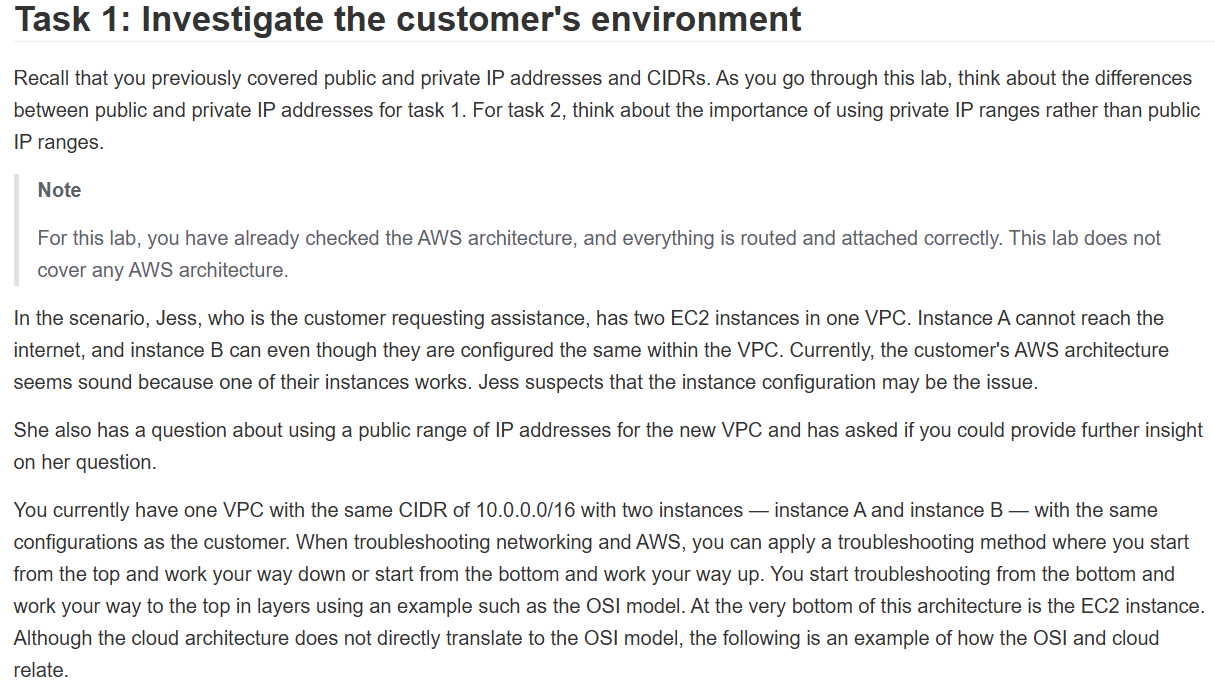 Task 1: Investigate the customer's environment
Recall that you previously covered public and private IP addresses and CIDRs. As you go through this lab, think about the differences
between public and private IP addresses for task 1. For task 2, think about the importance of using private IP ranges rather than public
IP ranges.
Note
For this lab, you have already checked the AWS architecture, and everything is routed and attached correctly. This lab does not
cover any AWS architecture.
In the scenario, Jess, who is the customer requesting assistance, has two EC2 instances in one VPC. Instance A cannot reach the
internet, and instance B can even though they are configured the same within the VPC. Currently, the customer's AWS architecture
seems sound because one of their instances works. Jess suspects that the instance configuration may be the issue.
She also has a question about using a public range of IP addresses for the new VPC and has asked if you could provide further insight
on her question.
You currently have one VPC with the same CIDR of 10.0.0.0/16 with two instances — instance A and instance B — with the same
configurations as the customer. When troubleshooting networking and AWS, you can apply a troubleshooting method where you start
from the top and work your way down or start from the bottom and work your way up. You start troubleshooting from the bottom and
work your way to the top in layers using an example such as the OSI model. At the very bottom of this architecture is the EC2 instance.
Although the cloud architecture does not directly translate to the OSI model, the following is an example of how the OSI and cloud
relate.